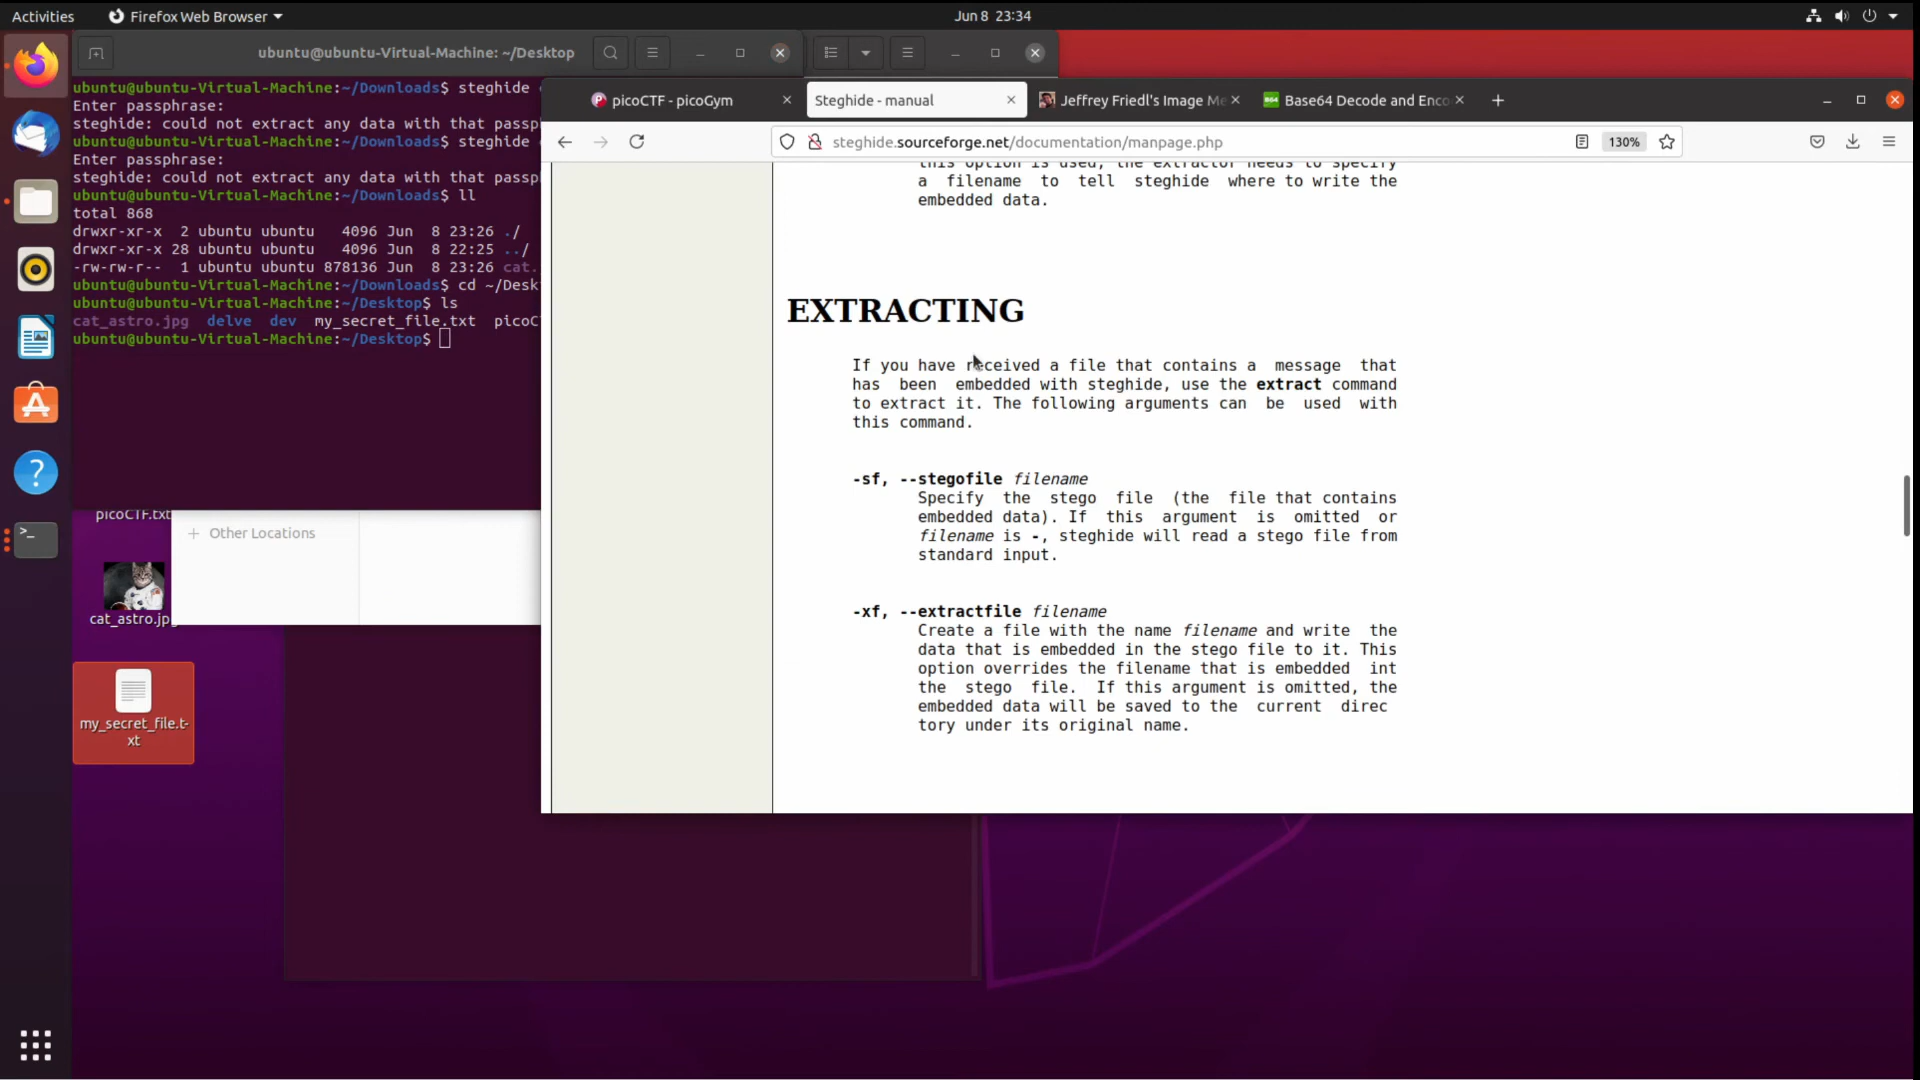 Activities
Firefox Web Browser
Jun 8 23:34
ubuntu@ubuntu-Virtual-Machine: ~/Desktop
ubuntu@ubuntu-Virtual-Machine:~/Downloads$ steghide
Enter passphrase:
steghide: could not extract any data with that passp
ubuntu@ubuntu-Virtual-Machine:~/Downloads$ steghide
Enter passphrase:
steghide: could not extract any data with that passp
ubuntu@ubuntu-Virtual-Machine:~/Downloads$ ll
total 868
drwxr-xr-x 2 ubuntu ubuntu 4096 Jun 8 23:26 ./
drwxr-xr-x 28 ubuntu ubuntu 4096 Jun 8 22:25 ../
-rw-rw-r-- 1 ubuntu ubuntu 878136 Jun 8 23:26 cat.
ubuntu@ubuntu-Virtual-Machine:~/Downloads$ cd ~/Desk
ubuntu@ubuntu-Virtual-Machine:~/Desktop$ ls
cat_astro.jpg delve dev my_secret_file.txt picoC
ubuntu@ubuntu-Virtual-Machine:~/Desktop$
picoCTF.txt
+ Other Locations
cat_astro.jp
my_secret_file.t-
xt
picoCTF - picoGym
Steghide - manual
Jeffrey Friedl's Image Me
Base64 Decode and Enco
steghide.sourceforge.net/documentation/manpage.php
130%
this option is used, the extractor needs to specify
a filename to tell steghide where to write the
embedded data.
EXTRACTING
If you have received a file that contains a message that
has been embedded with steghide, use the extract command
to extract it. The following arguments can be used with
this command.
-sf, --stegofile filename
Specify the stego file (the file that contains
embedded data). If this argument is omitted or
filename is -, steghide will read a stego file from
standard input.
-xf, --extractfile filename
Create a file with the name filename and write the
data that is embedded in the stego file to it. This
option overrides the filename that is embedded int
the stego file. If this argument is omitted, the
embedded data will be saved to the current direc
tory under its original name.